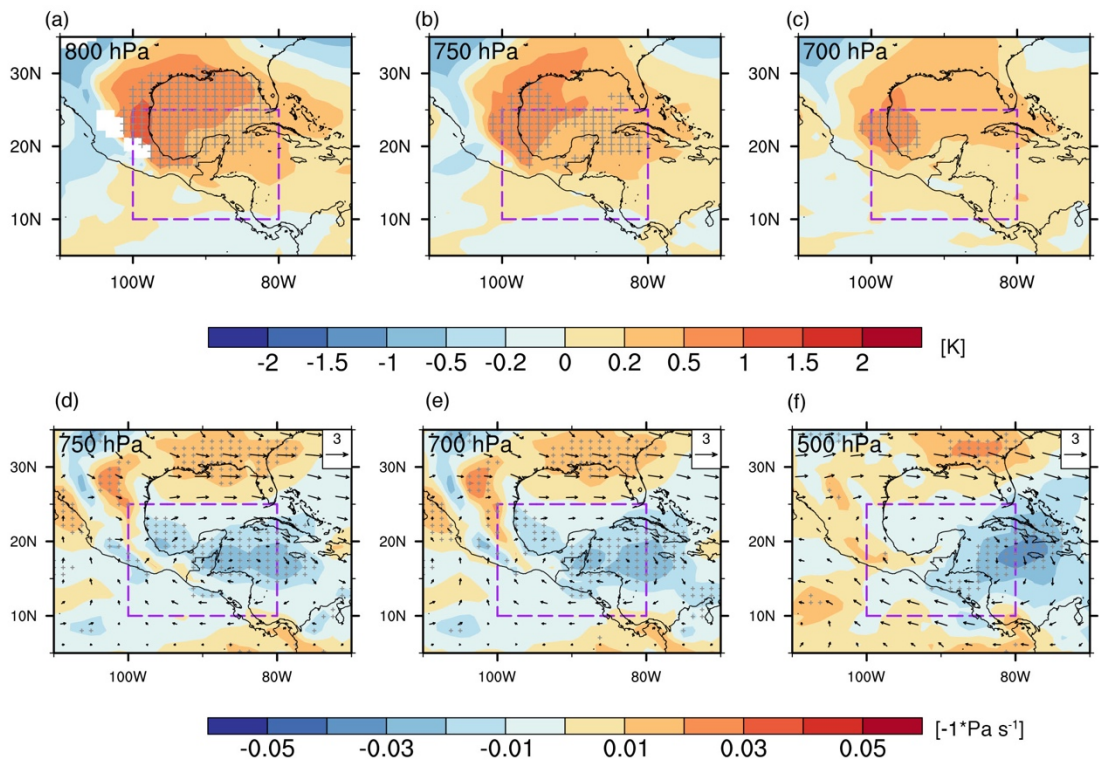 (a) (b) (c)
800 hPa 750 hPa 700 hPa
30N 30N 30N
20N 20N 20N
10N 10N 10N
100W 80W 100W 80W 100W 80W
-2 -1.5 -1 -0.5 -0.2 0 0.2 0.5 1 1.5 2 [K]
(d) (e) (f)
750 hPa 3 700 hPa 3 500 hPa 3
30N 30N 30N
20N 20N 20N
10N 10N 10N
100W 80W 100W 80W 100W 80W
-0.05 -0.03 -0.01 0.01 0.03 0.05 [-1*Pa s⁻¹]